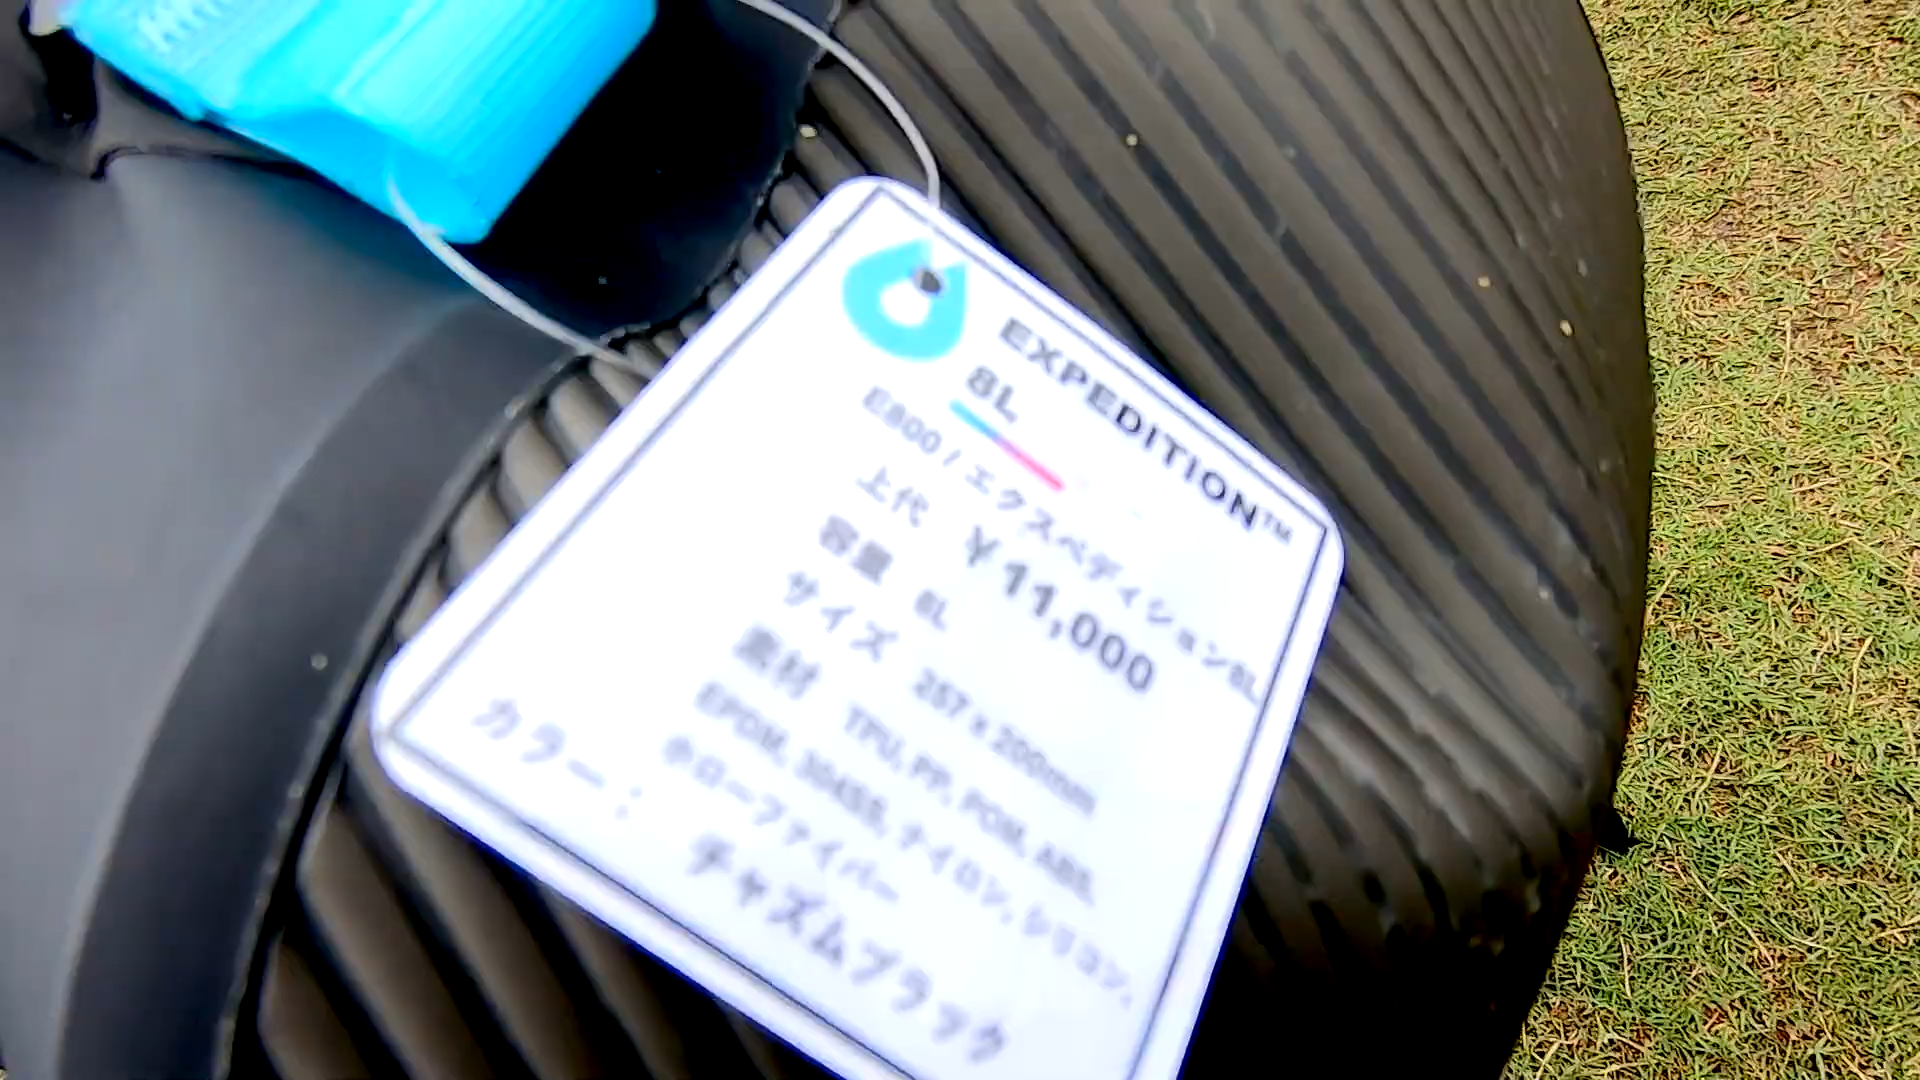 EXPEDITION™
8L
E800 / エクスペディション8L
上代 ¥11,000
容量 8L
サイズ 257 x 200mm
素材 TPU, PP, POM, ABS,
EPDM, 304SS, ナイロン, シリコン,
ホローファイバー
カラー： チャズムブラック